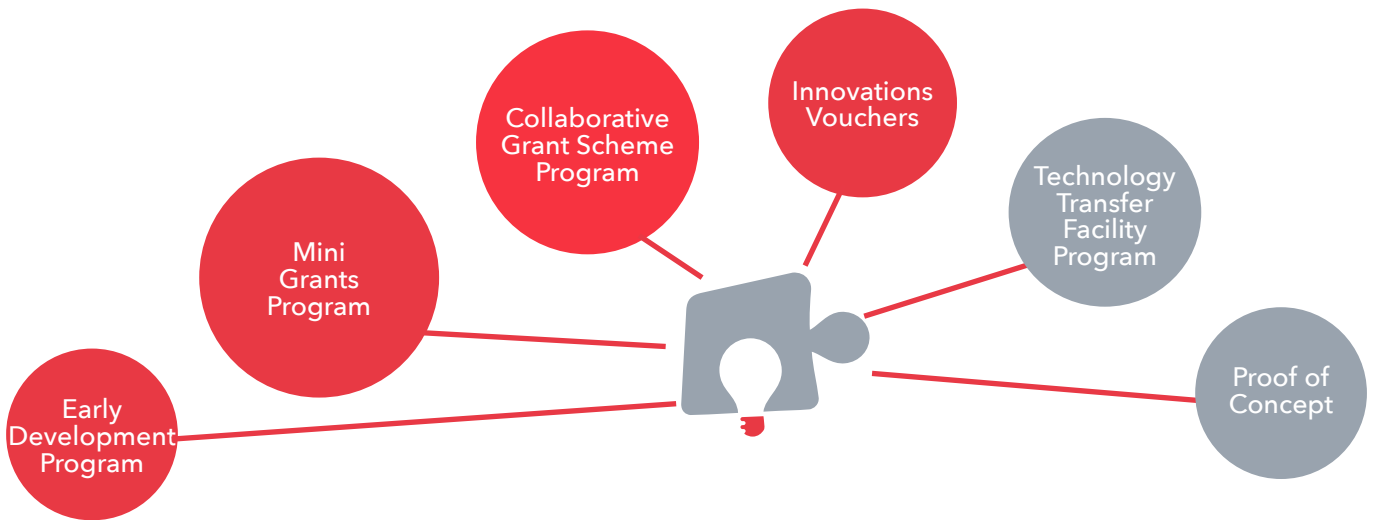 Early
Development
Program
Mini
Grants
Program
Collaborative
Grant Scheme
Program
Innovations
Vouchers
Technology
Transfer
Facility
Program
Proof of
Concept